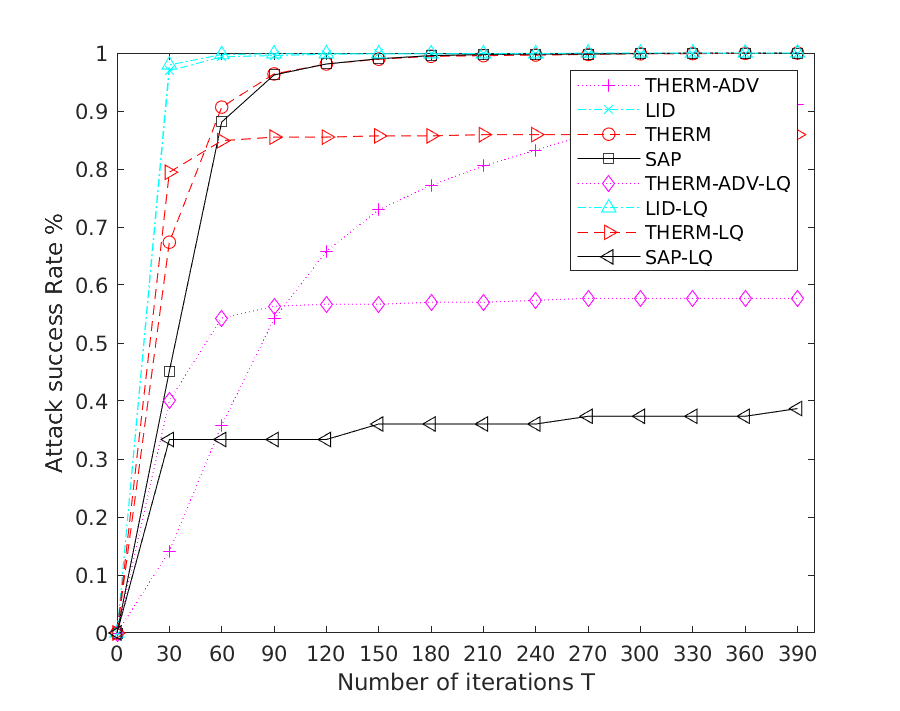 1
0.9
0.8
0.7
0.6
0.5
0.4
0.3
0.2
0.1
0
Attack success Rate %
THERM-ADV
LID
THERM
SAP
THERM-ADV-LQ
LID-LQ
THERM-LQ
SAP-LQ
0 30 60 90 120 150 180 210 240 270 300 330 360 390
Number of iterations T